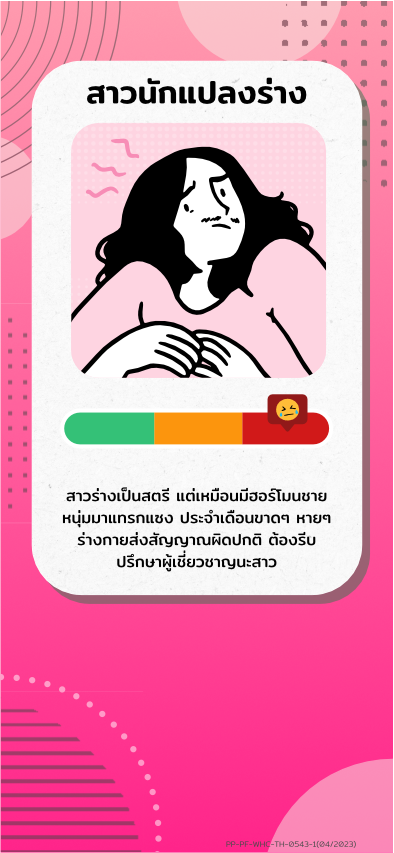 สาวนักแปลงร่าง
สาวร่างเป็นสตรี แต่เหมือนมีฮอร์โมนชาย
หนุ่มมาแทรกแซง ประจำเดือนขาดๆ หายๆ
ร่างกายส่งสัญญาณผิดปกติ ต้องรีบ
ปรึกษาผู้เชี่ยวชาญนะสาว
PP-PF-WHC-TH-0543-1(04/2023)